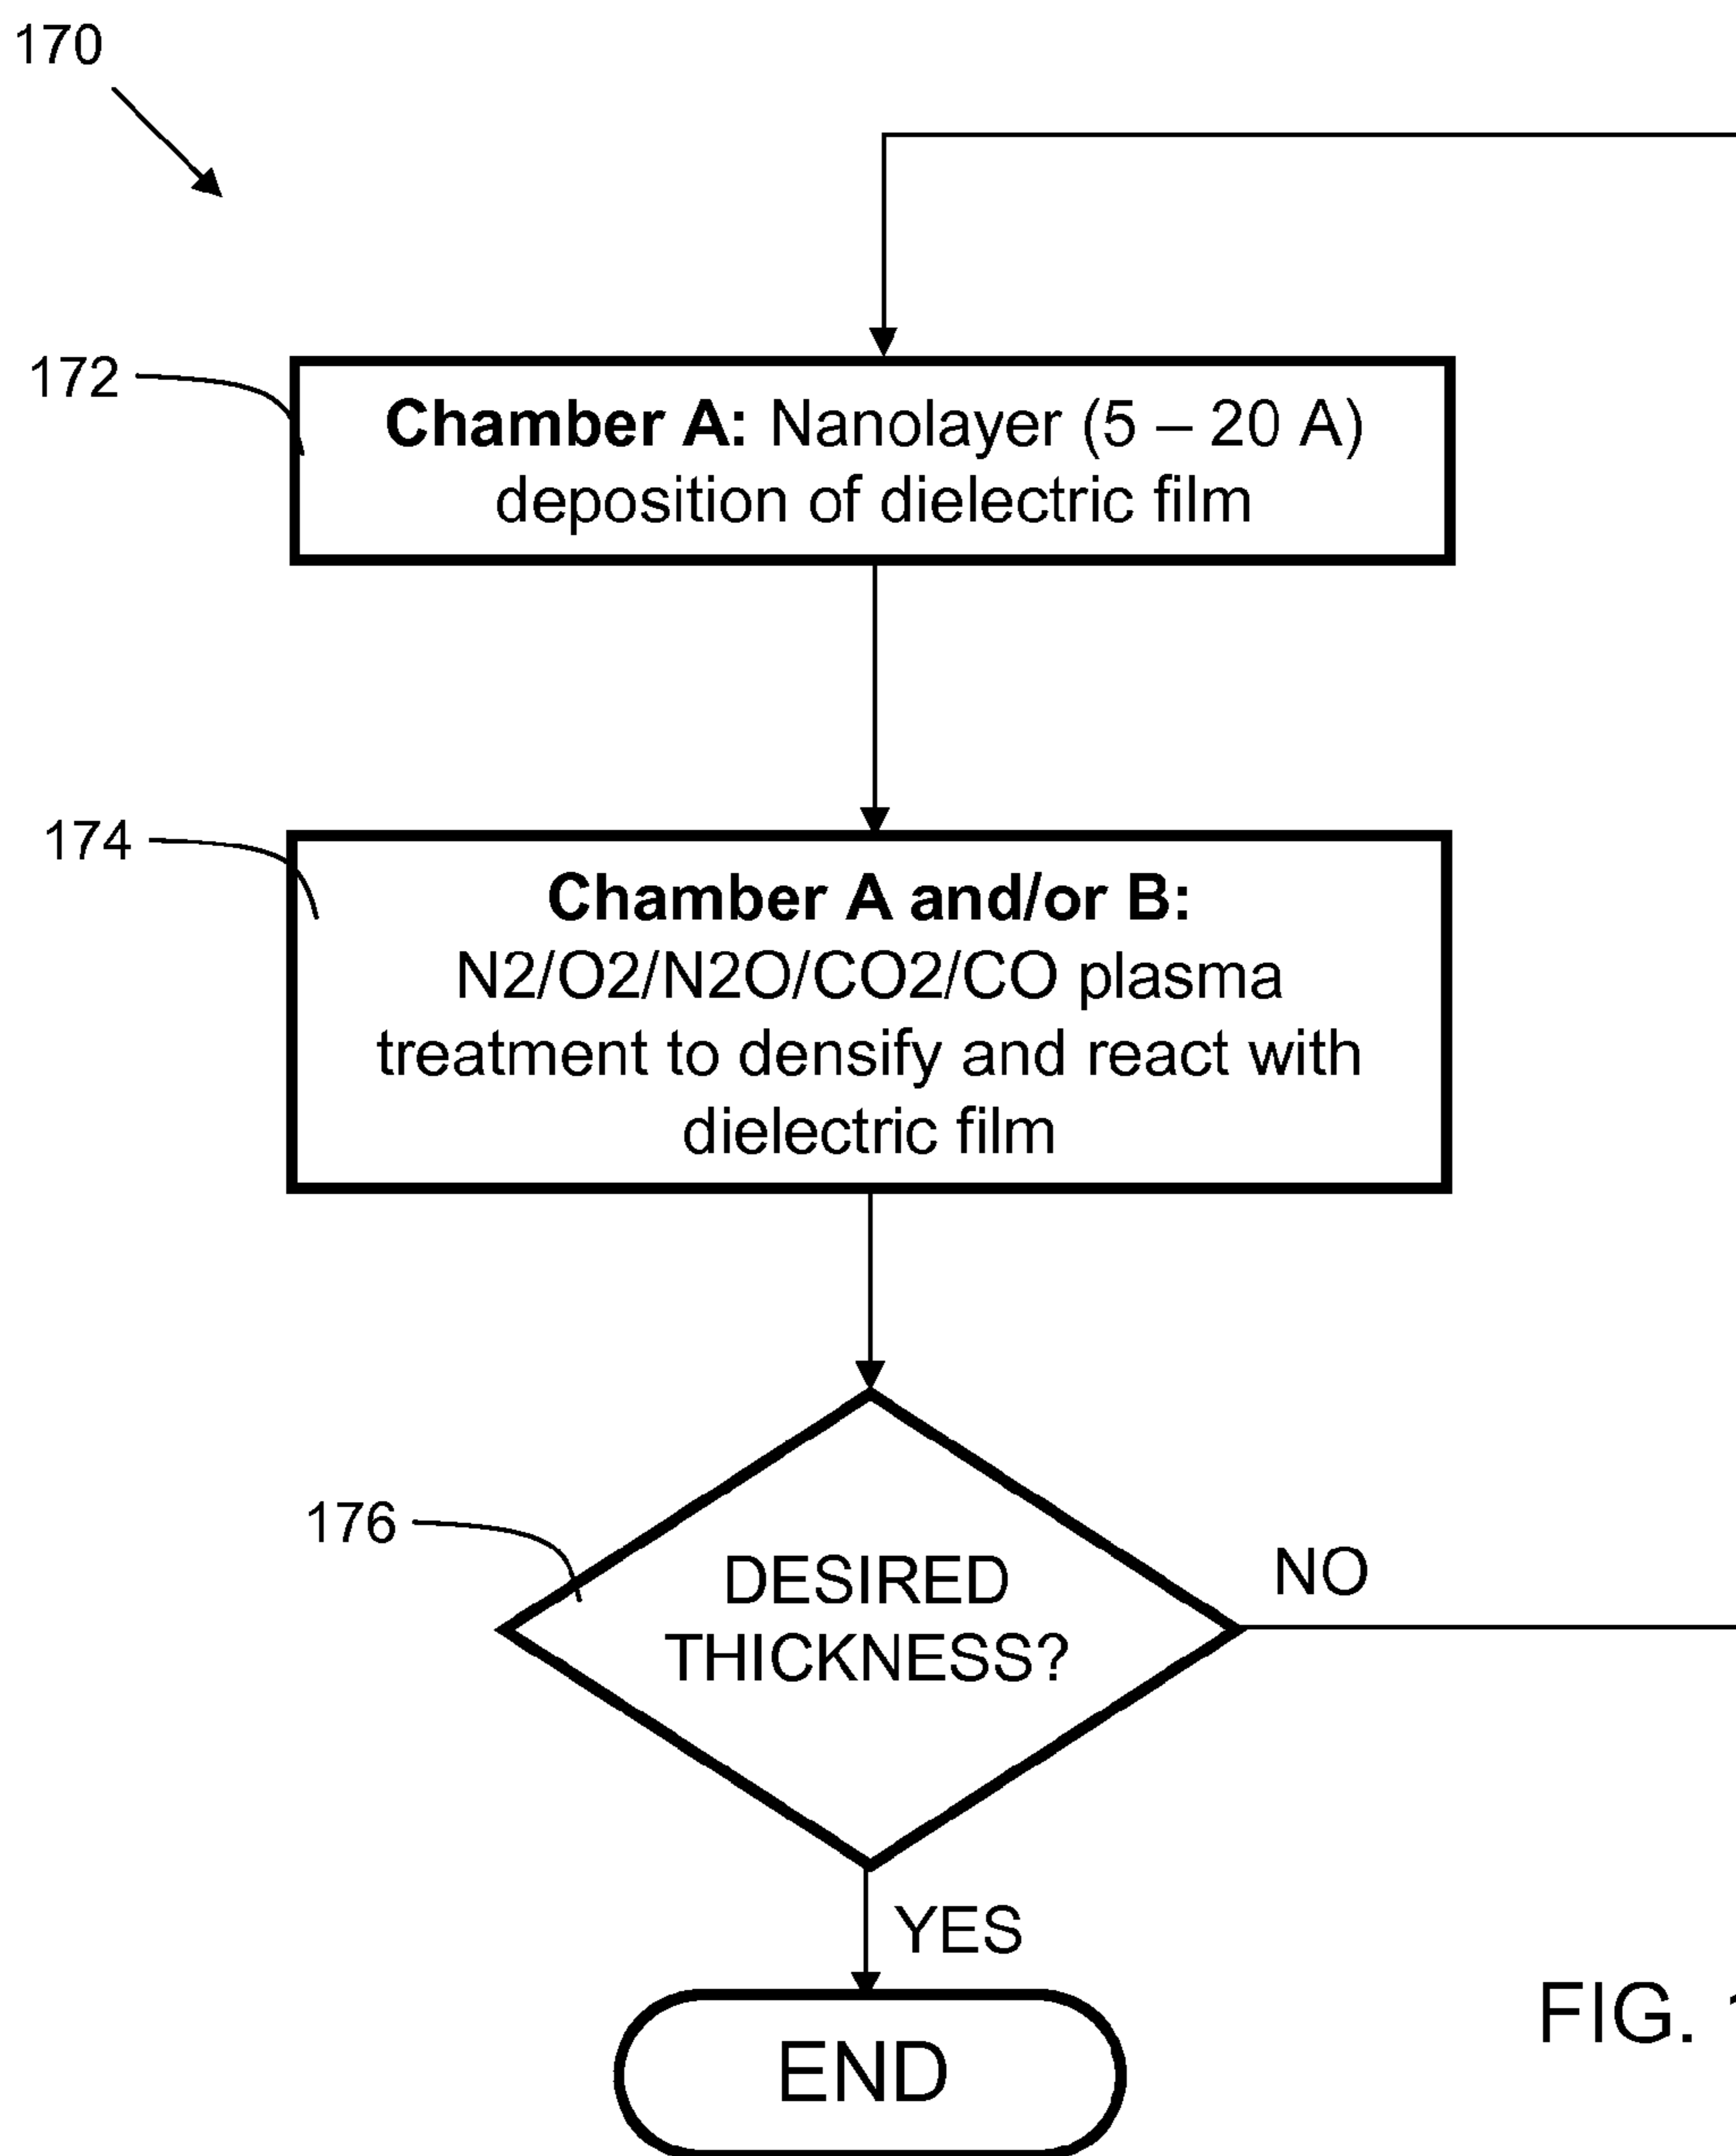 170
172
Chamber A: Nanolayer (5 – 20 A)
deposition of dielectric film
174
Chamber A and/or B:
N2/O2/N2O/CO2/CO plasma
treatment to densify and react with
dielectric film
176
DESIRED
THICKNESS?
NO
YES
END
FIG.